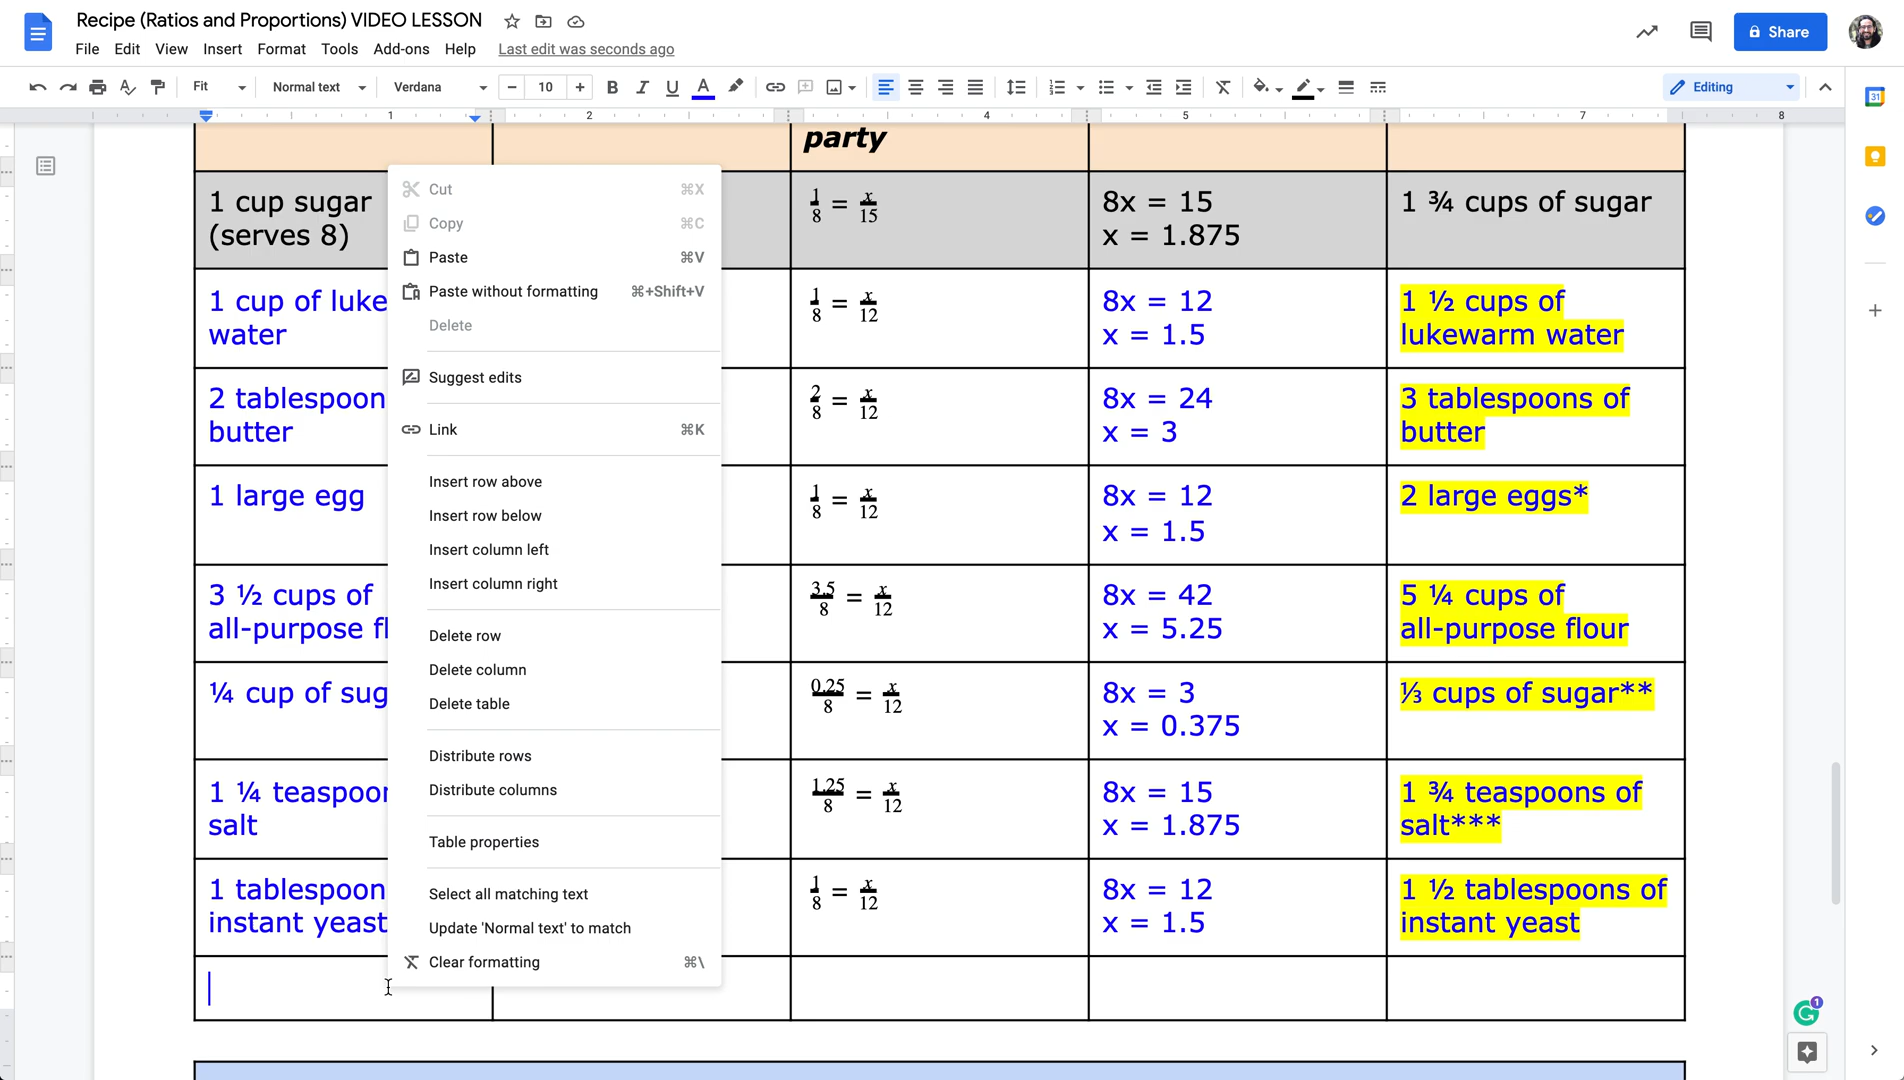 Recipe (Ratios and Proportions) VIDEO LESSON
File Edit View Insert Format Tools Add-ons Help Last edit was seconds ago
Share
Fit Normal text Verdana − 10 + B I U A Editing
1 2 4 5 7 8
31
party
1 cup sugar
(serves 8)
1/8 = x/15
8x = 15
x = 1.875
1 ¾ cups of sugar
1 cup of luke
water
1/8 = x/12
8x = 12
x = 1.5
1 ½ cups of
lukewarm water
2 tablespoon
butter
2/8 = x/12
8x = 24
x = 3
3 tablespoons of
butter
1 large egg
1/8 = x/12
8x = 12
x = 1.5
2 large eggs*
3 ½ cups of
all-purpose fl
3.5/8 = x/12
8x = 42
x = 5.25
5 ¼ cups of
all-purpose flour
¼ cup of sug
0.25/8 = x/12
8x = 3
x = 0.375
⅓ cups of sugar**
1 ¼ teaspoon
salt
1.25/8 = x/12
8x = 15
x = 1.875
1 ¾ teaspoons of
salt***
1 tablespoon
instant yeast
1/8 = x/12
8x = 12
x = 1.5
1 ½ tablespoons of
instant yeast
Cut ⌘X
Copy ⌘C
Paste ⌘V
Paste without formatting ⌘+Shift+V
Delete
Suggest edits
Link ⌘K
Insert row above
Insert row below
Insert column left
Insert column right
Delete row
Delete column
Delete table
Distribute rows
Distribute columns
Table properties
Select all matching text
Update 'Normal text' to match
Clear formatting ⌘\
1